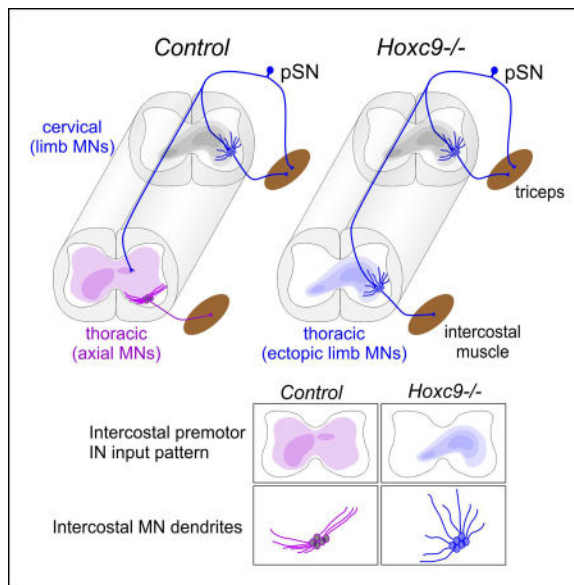 Control
Hoxc9-/-
pSN
pSN
cervical
(limb MNs)
triceps
thoracic
(axial MNs)
thoracic
(ectopic limb MNs)
intercostal
muscle
Control
Hoxc9-/-
Intercostal premotor
IN input pattern
Intercostal MN dendrites